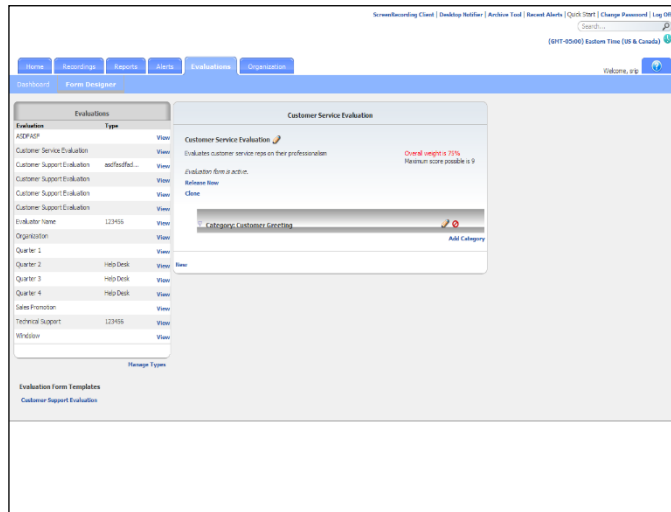 ScreenRecording Client | Desktop Notifier | Archive Tool | Recent Alerts | Quick Start | Change Password | Log Off
Search...
(GMT-05:00) Eastern Time (US & Canada)
Home Recordings Reports Alerts Evaluations Organization
Welcome, srip
Dashboard Form Designer
Evaluations
Evaluation Type
ASDFASF View
Customer Service Evaluation View
Customer Support Evaluation asdfasdfad... View
Customer Support Evaluation View
Customer Support Evaluation View
Customer Support Evaluation View
Evaluator Name 123456 View
Organization View
Quarter 1 View
Quarter 2 Help Desk View
Quarter 3 Help Desk View
Quarter 4 Help Desk View
Sales Promotion View
Technical Support 123456 View
Windslow View
New
Manage Types
Evaluation Form Templates
Customer Support Evaluation
Customer Service Evaluation
Customer Service Evaluation
Evaluates customer service reps on their professionalism
Overall weight is 75%
Maximum score possible is 9
Evaluation form is active.
Release Now
Clone
Category: Customer Greeting
Add Category